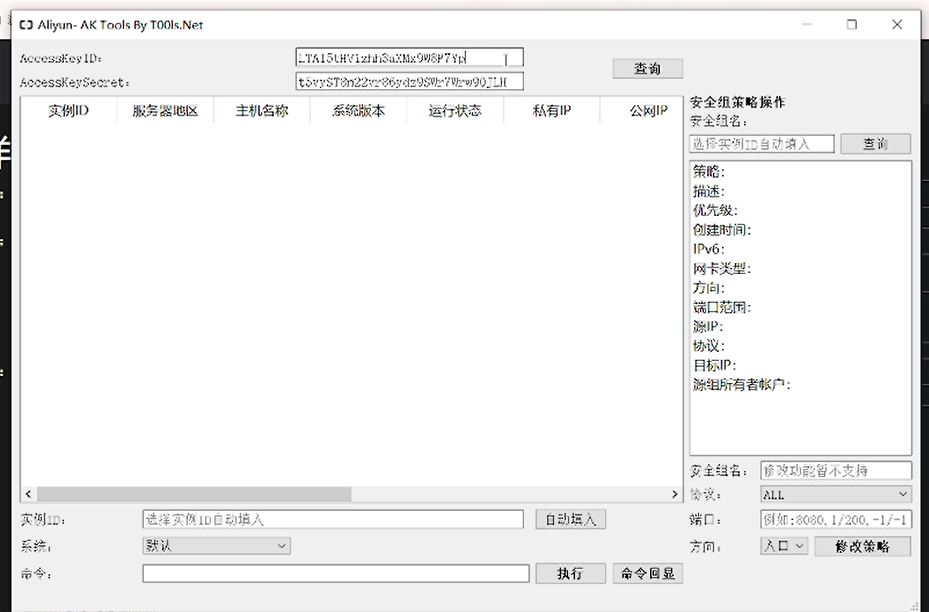 Aliyun- AK Tools By T00ls.Net
AccessKeyID:
查询
AccessKeySecret:
实例ID 服务器地区 主机名称 系统版本 运行状态 私有IP 公网IP
安全组策略操作
安全组名:
选择实例ID自动填入 查询
策略:
描述:
优先级:
创建时间:
IPv6:
网卡类型:
方向:
端口范围:
源IP:
协议:
目标IP:
源组所有者帐户:
安全组名: 修改功能暂不支持
协议: ALL
实例ID: 选择实例ID自动填入 自动填入
端口: 例如:8080,1/200,-1/-1
系统: 默认
方向: 入口 修改策略
命令: 执行 命令回显